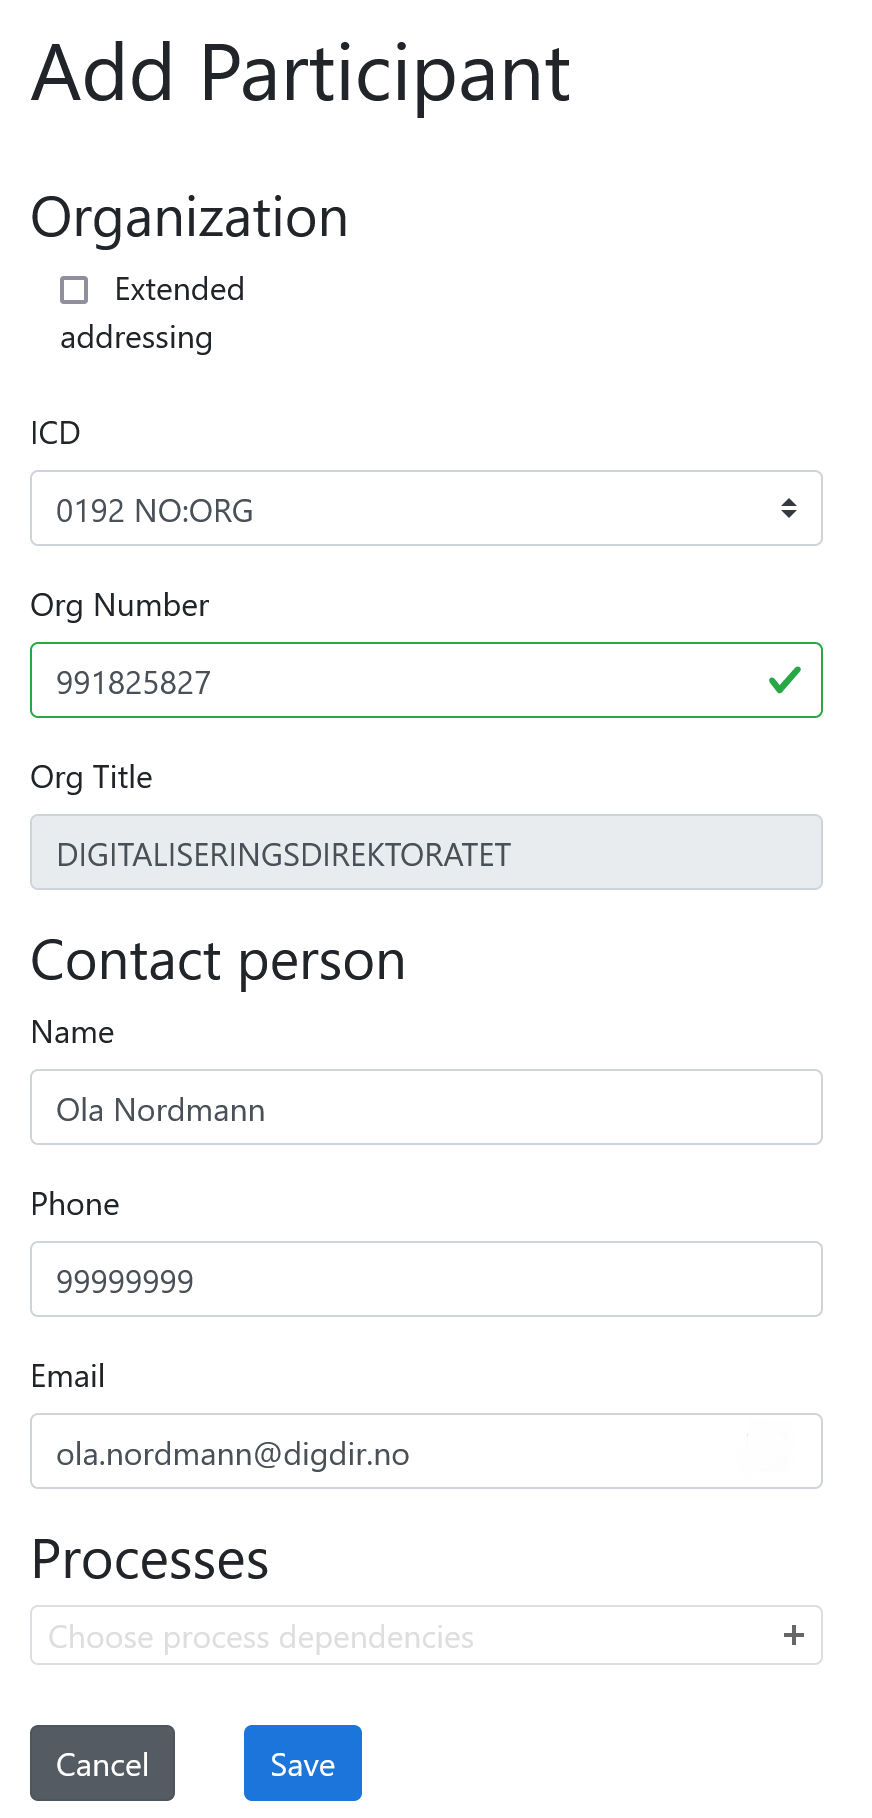 Add Participant
Organization
Extended
addressing
ICD
0192 NO:ORG
Org Number
991825827
Org Title
DIGITALISERINGSDIREKTORATET
Contact person
Name
Ola Nordmann
Phone
99999999
Email
ola.nordmann@digdir.no
Processes
Choose process dependencies +
Cancel Save